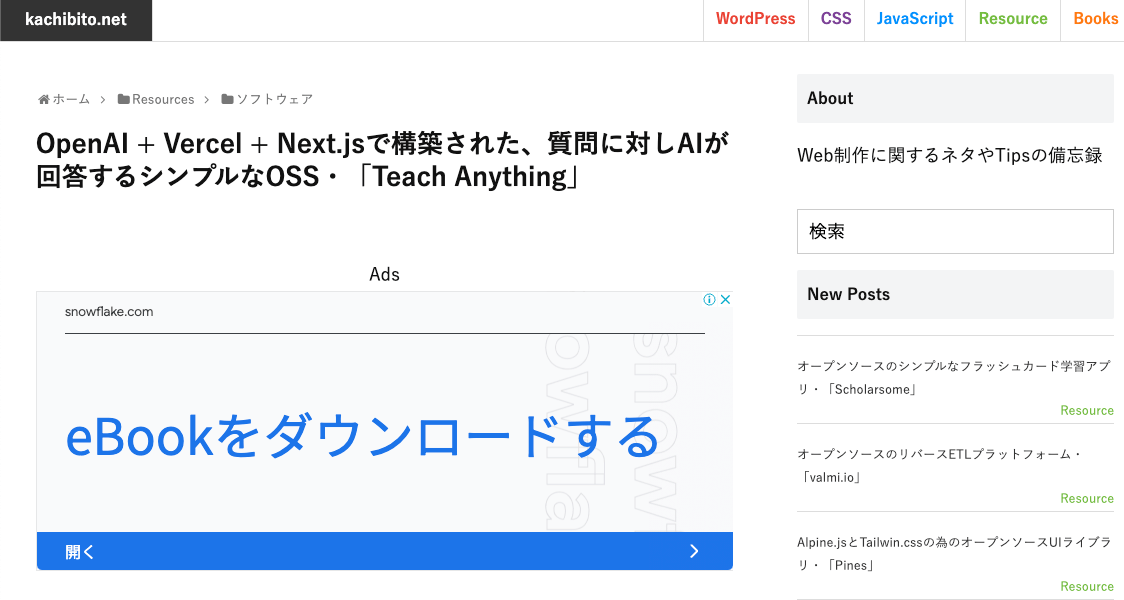 kachibito.net
WordPress
CSS
JavaScript
Resource
Books
ホーム > Resources > ソフトウェア
OpenAI + Vercel + Next.jsで構築された、質問に対しAIが
回答するシンプルなOSS・「Teach Anything」
Ads
snowflake.com
snowf
owfla
eBookをダウンロードする
開く
About
Web制作に関するネタやTipsの備忘録
検索
New Posts
オープンソースのシンプルなフラッシュカード学習アプ
リ・「Scholarsome」
Resource
オープンソースのリバースETLプラットフォーム・
「valmi.io」
Resource
Alpine.jsとTailwin.cssの為のオープンソースUIライブラ
リ・「Pines」
Resource